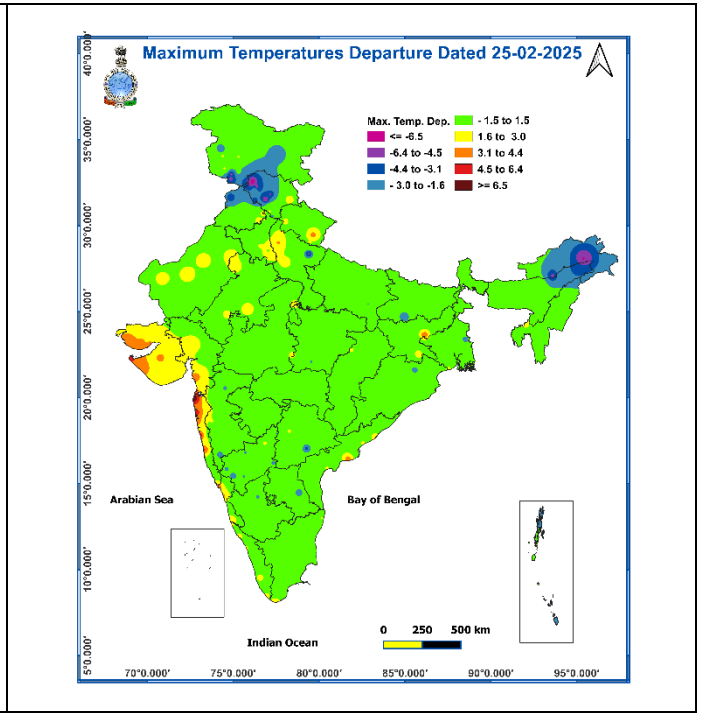 Maximum Temperatures Departure Dated 25-02-2025
Max. Temp. Dep.
<= -6.5
-6.4 to -4.5
-4.4 to -3.1
- 3.0 to -1.6
- 1.5 to 1.5
1.6 to 3.0
3.1 to 4.4
4.5 to 6.4
>= 6.5
40°0.000'
35°0.000'
30°0.000'
25°0.000'
20°0.000'
15°0.000'
10°0.000'
5°0.000'
Arabian Sea
Bay of Bengal
Indian Ocean
0 250 500 km
70°0.000' 75°0.000' 80°0.000' 85°0.000' 90°0.000' 95°0.000'